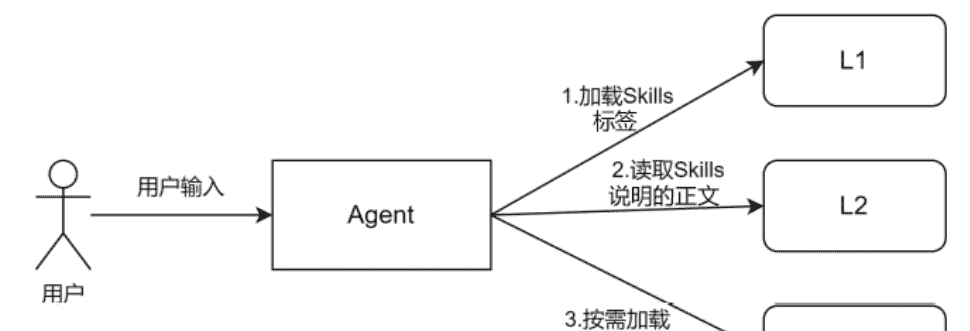 1.加载Skills
标签
L1
用户输入
Agent
2.读取Skills
说明的正文
L2
用户
3.按需加载